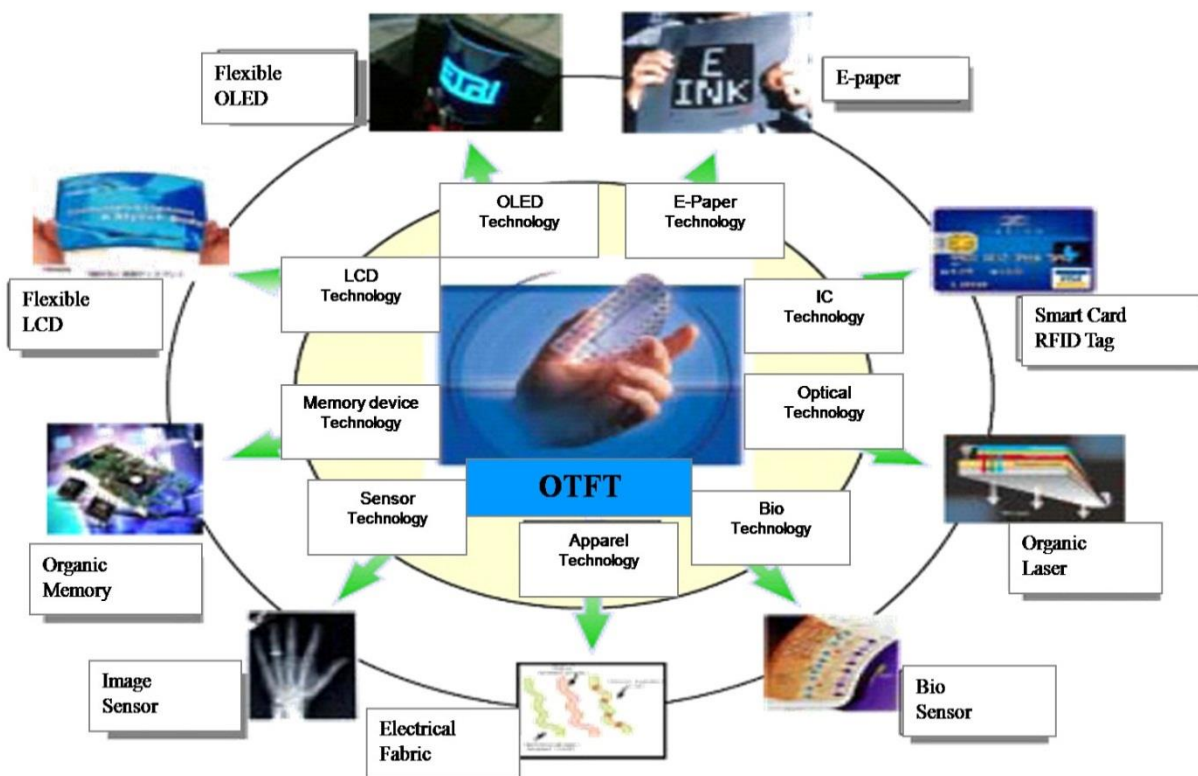 Flexible
OLED
E-paper
E
INK
OLED
Technology
E-Paper
Technology
LCD
Technology
IC
Technology
Flexible
LCD
Smart Card
RFID Tag
VISA
Memory device
Technology
Optical
Technology
OTFT
Sensor
Technology
Bio
Technology
Apparel
Technology
Organic
Memory
Organic
Laser
Image
Sensor
Electrical
Fabric
Bio
Sensor